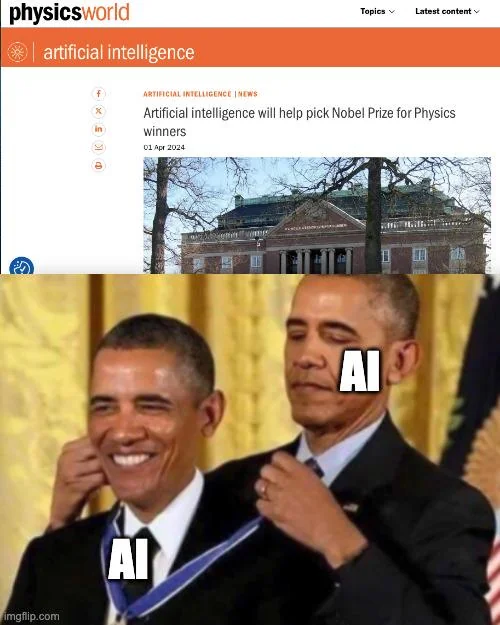 physicsworld
Topics
Latest content
artificial intelligence
ARTIFICIAL INTELLIGENCE | NEWS
Artificial intelligence will help pick Nobel Prize for Physics
winners
01 Apr 2024
AI
AI
imgflip.com